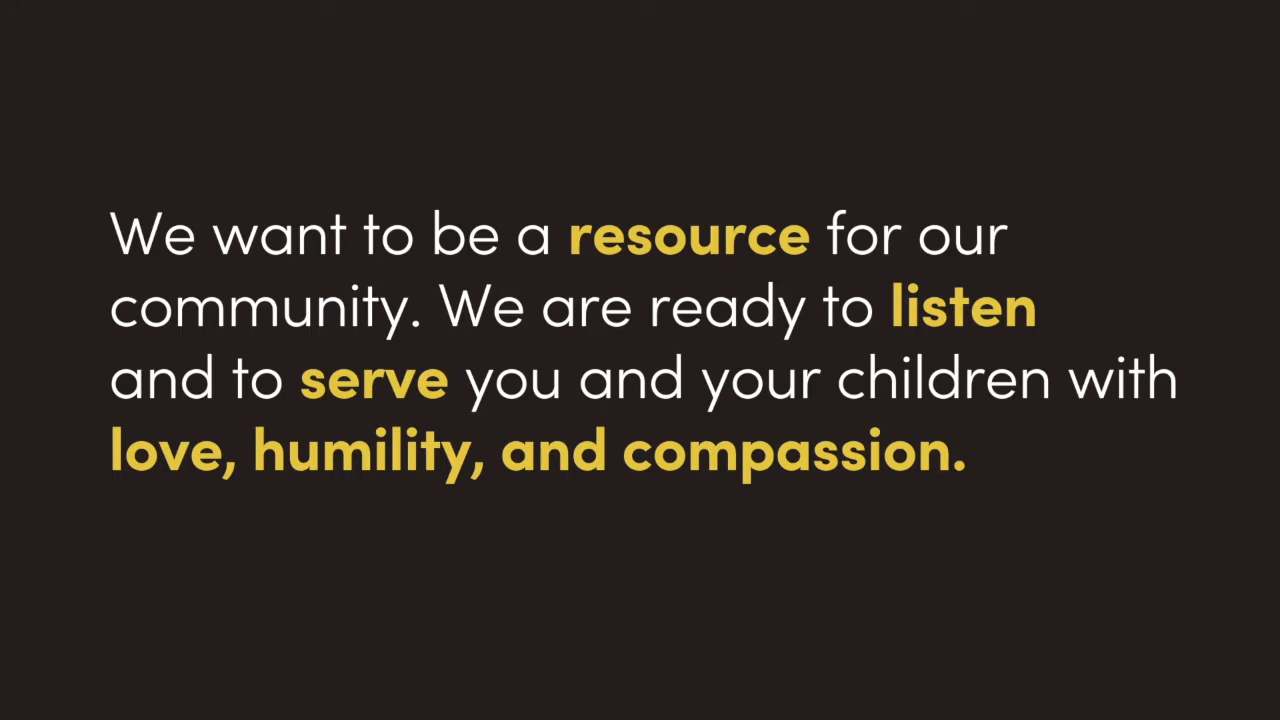 We want to be a resource for our
community. We are ready to listen
and to serve you and your children with
love, humility, and compassion.